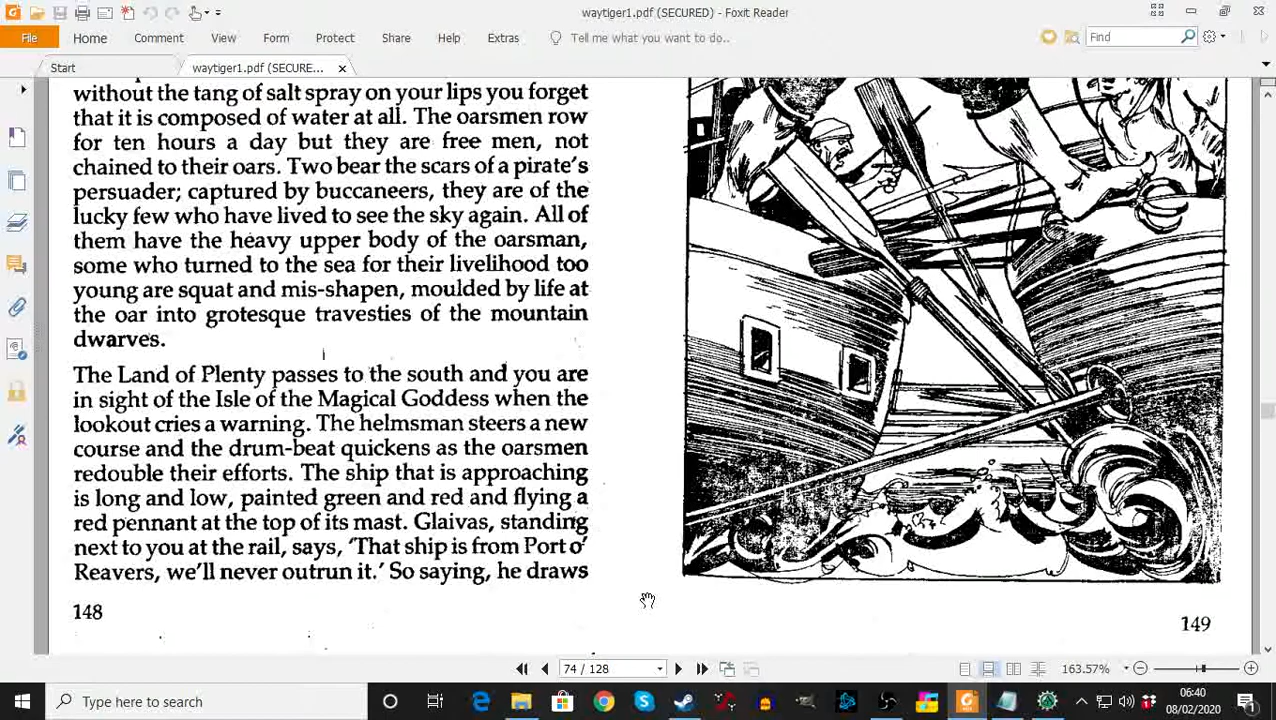 waytiger1.pdf (SECURED) - Foxit Reader
File Home Comment View Form Protect Share Help Extras Tell me what you want to do.. Find
Start waytiger1.pdf (SECURE...
without the tang of salt spray on your lips you forget
that it is composed of water at all. The oarsmen row
for ten hours a day but they are free men, not
chained to their oars. Two bear the scars of a pirate's
persuader; captured by buccaneers, they are of the
lucky few who have lived to see the sky again. All of
them have the heavy upper body of the oarsman,
some who turned to the sea for their livelihood too
young are squat and mis-shapen, moulded by life at
the oar into grotesque travesties of the mountain
dwarves.
The Land of Plenty passes to the south and you are
in sight of the Isle of the Magical Goddess when the
lookout cries a warning. The helmsman steers a new
course and the drum-beat quickens as the oarsmen
redouble their efforts. The ship that is approaching
is long and low, painted green and red and flying a
red pennant at the top of its mast. Glaivas, standing
next to you at the rail, says, 'That ship is from Port o'
Reavers, we'll never outrun it.' So saying, he draws
148
149
74 / 128
163.57%
Type here to search
06:40
08/02/2020
1